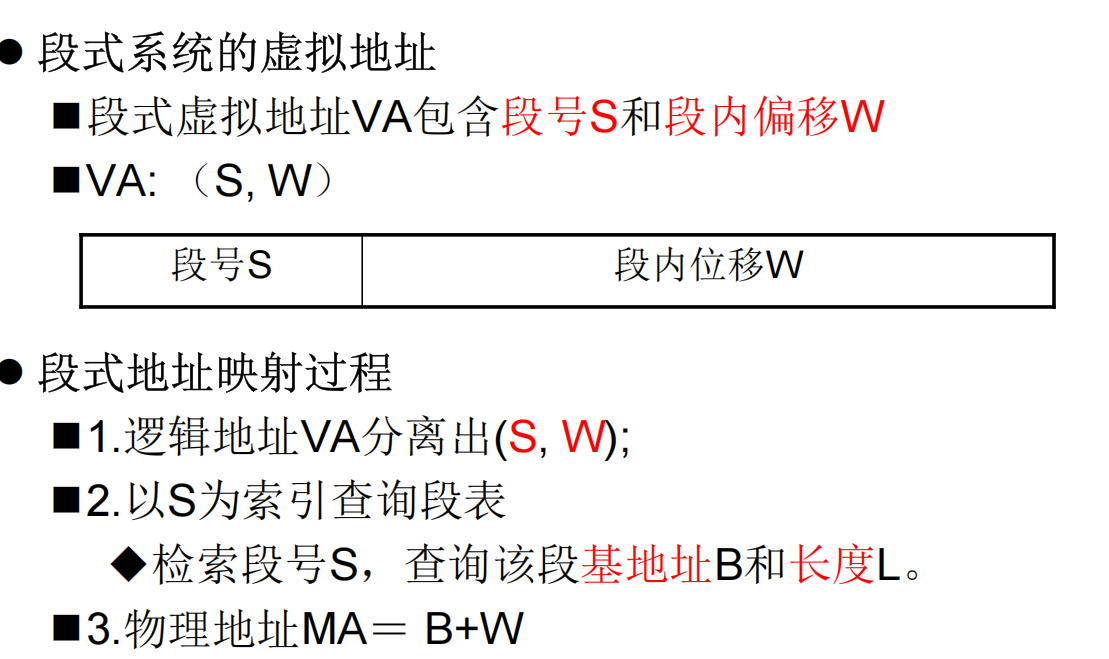 ● 段式系统的虚拟地址
■段式虚拟地址VA包含段号S和段内偏移W
■VA: （S, W）
段号S 段内位移W
● 段式地址映射过程
■1.逻辑地址VA分离出(S, W);
■2.以S为索引查询段表
◆检索段号S，查询该段基地址B和长度L。
■3.物理地址MA＝ B+W